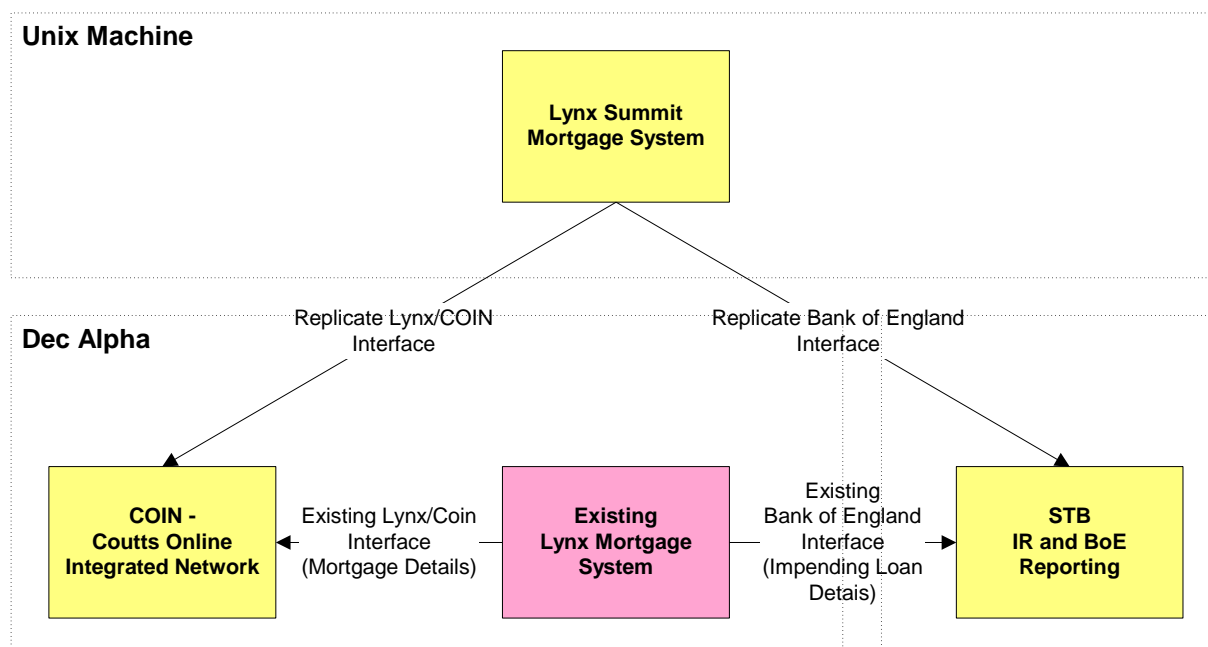 Unix Machine
Lynx Summit
Mortgage System
Replicate Lynx/COIN
Interface
Replicate Bank of England
Interface
Dec Alpha
COIN -
Coutts Online
Integrated Network
Existing Lynx/Coin
Interface
(Mortgage Details)
Existing
Lynx Mortgage
System
Existing
Bank of England
Interface
(Impending Loan
Detais)
STB
IR and BoE
Reporting